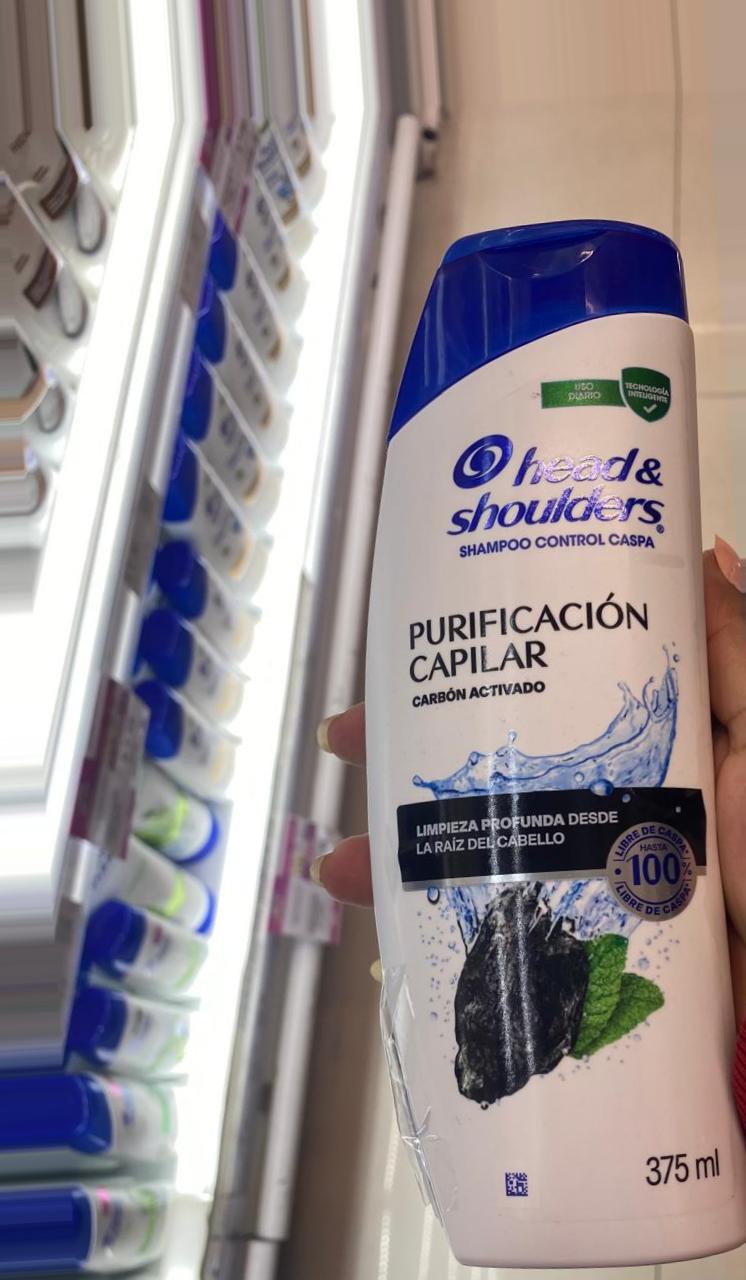 USO
DIARIO
TECNOLOGÍA
INTELIGENTE
head &
shoulders®
SHAMPOO CONTROL CASPA
PURIFICACIÓN
CAPILAR
CARBÓN ACTIVADO
LIMPIEZA PROFUNDA DESDE
LA RAÍZ DEL CABELLO
LIBRE DE CASPA*
HASTA
100%
LIBRE DE CASPA*
375 ml